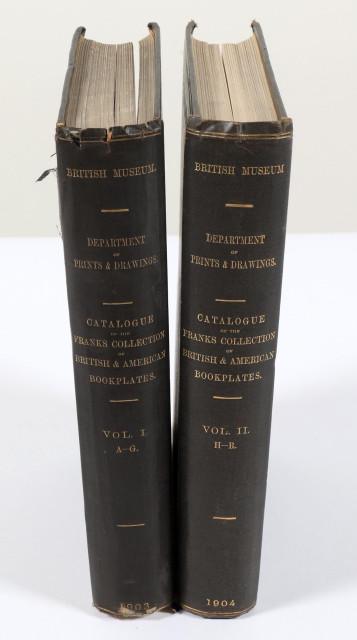 BRITISH MUSEUM.
DEPARTMENT
OF
PRINTS & DRAWINGS.
CATALOGUE
OF THE
FRANKS COLLECTION
OF
BRITISH & AMERICAN
BOOKPLATES.
VOL. I.
A—G.
1903
BRITISH MUSEUM
DEPARTMENT
OF
PRINTS & DRAWINGS.
CATALOGUE
OF THE
FRANKS COLLECTION
OF
BRITISH & AMERICAN
BOOKPLATES.
VOL. II.
H—R.
1904